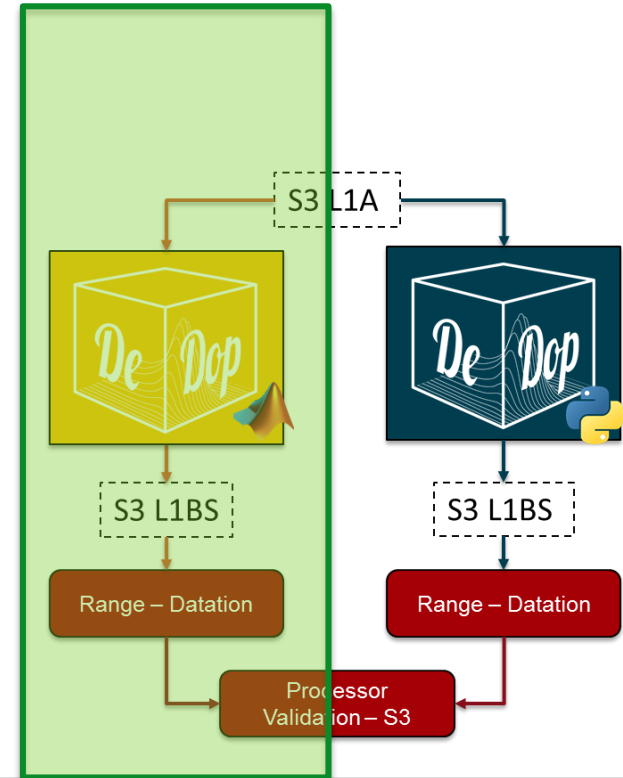 S3 L1A
De Dop
De Dop
S3 L1BS
S3 L1BS
Range – Datation
Range – Datation
Processor
Validation – S3